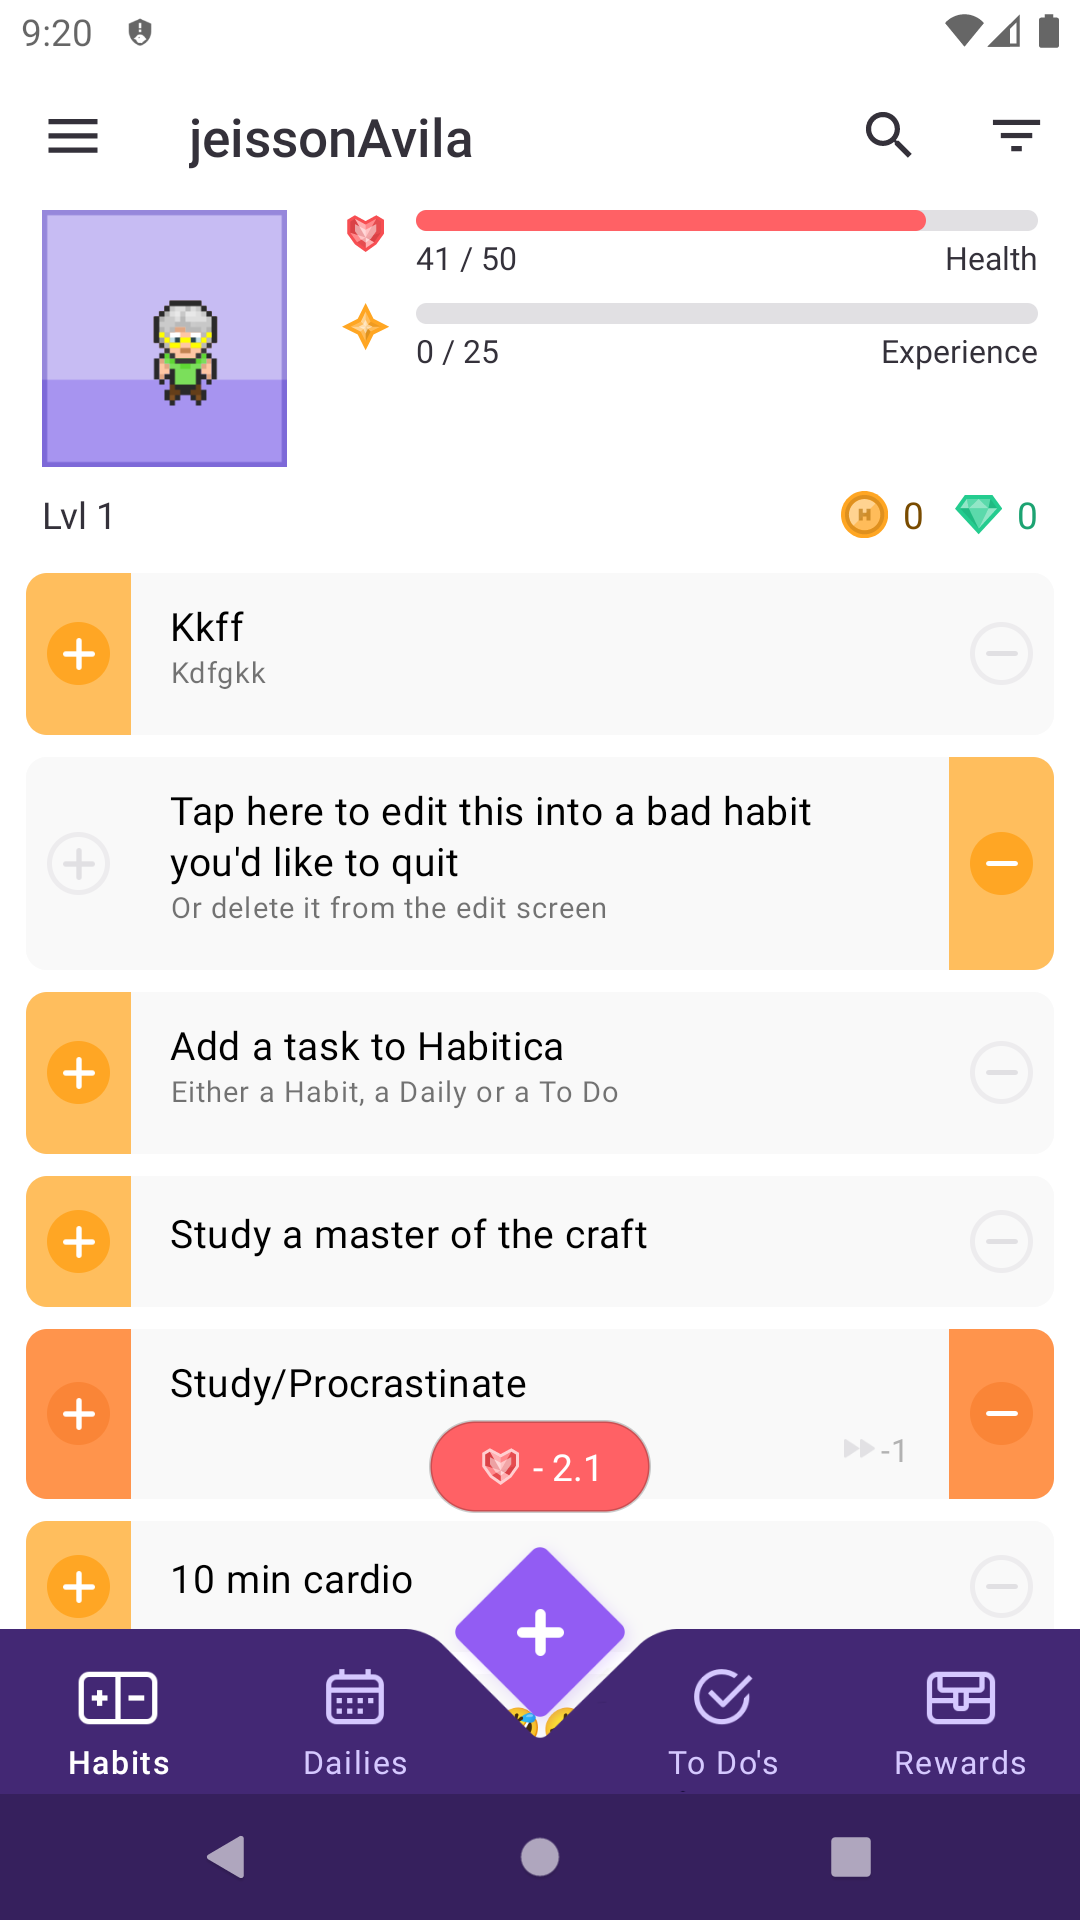 9:20
jeissonAvila
41 / 50
Health
0 / 25
Experience
Lvl 1
0
0
Kkff
Kdfgkk
Tap here to edit this into a bad habit
you'd like to quit
Or delete it from the edit screen
Add a task to Habitica
Either a Habit, a Daily or a To Do
Study a master of the craft
Study/Procrastinate
-1
- 2.1
10 min cardio
Habits
Dailies
To Do's
Rewards